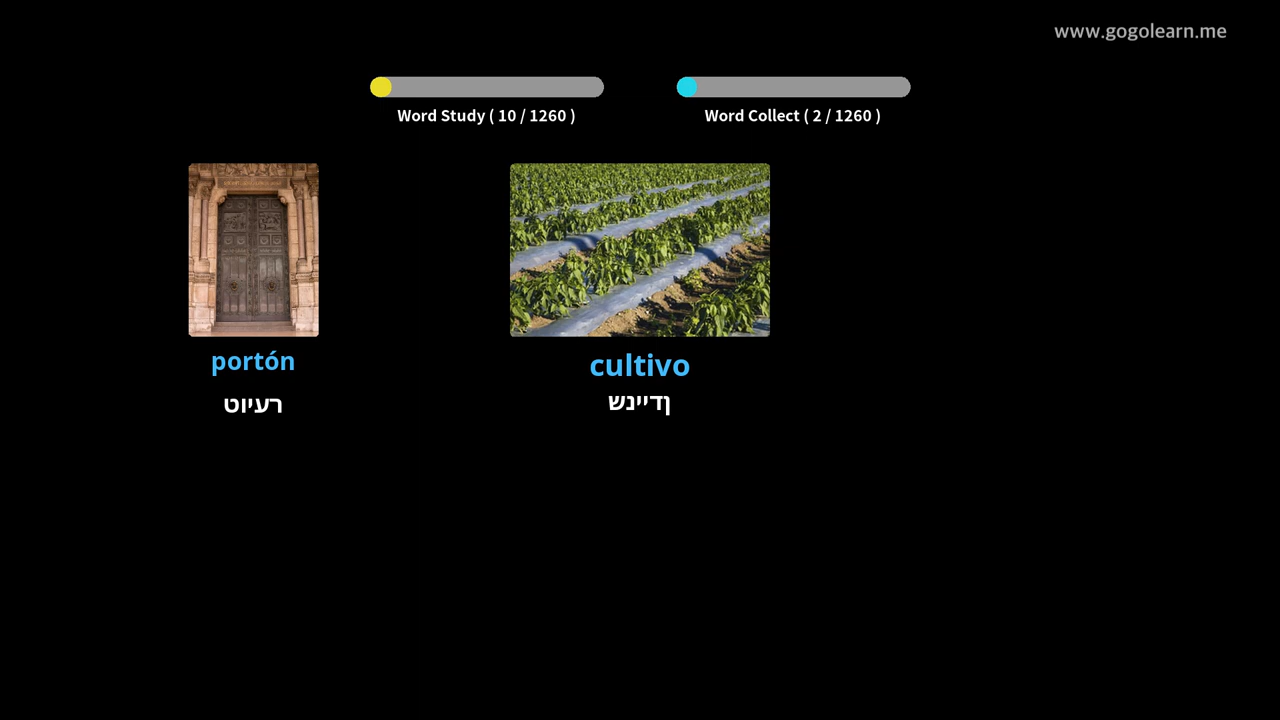 www.gogolearn.me
Word Study ( 10 / 1260 )
Word Collect ( 2 / 1260 )
portón
רעיוט
cultivo
ןדיינש